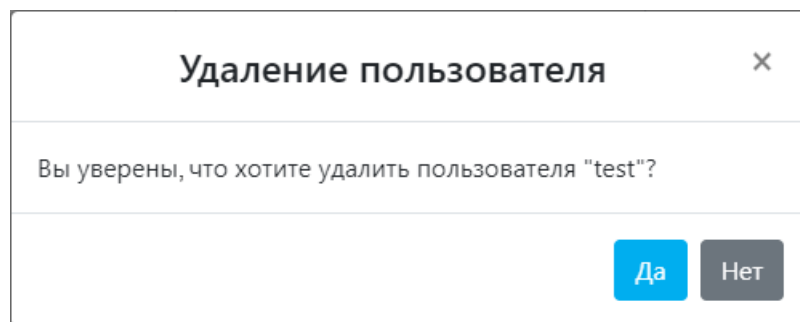 Удаление пользователя ×
Вы уверены, что хотите удалить пользователя "test"?
Да Нет